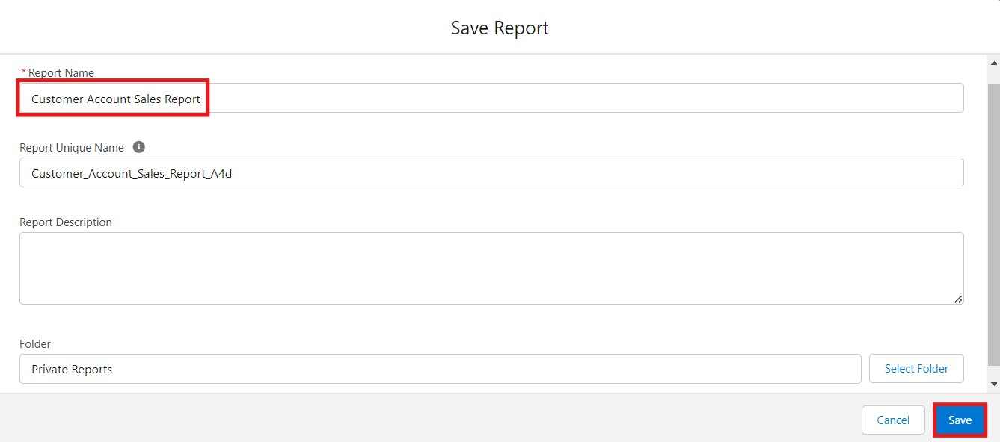 Save Report
* Report Name
Customer Account Sales Report
Report Unique Name
Customer_Account_Sales_Report_A4d
Report Description
Folder
Private Reports
Select Folder
Cancel
Save